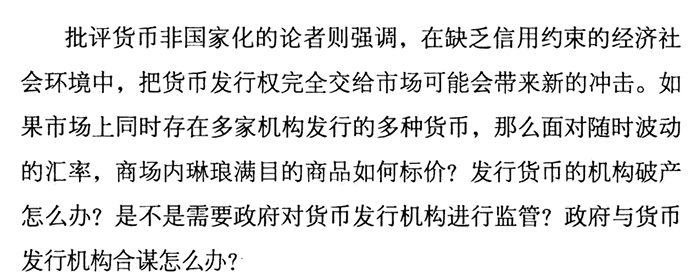 批评货币非国家化的论者则强调，在缺乏信用约束的经济社
会环境中，把货币发行权完全交给市场可能会带来新的冲击。如
果市场上同时存在多家机构发行的多种货币，那么面对随时波动
的汇率，商场内琳琅满目的商品如何标价？发行货币的机构破产
怎么办？是不是需要政府对货币发行机构进行监管？政府与货币
发行机构合谋怎么办？